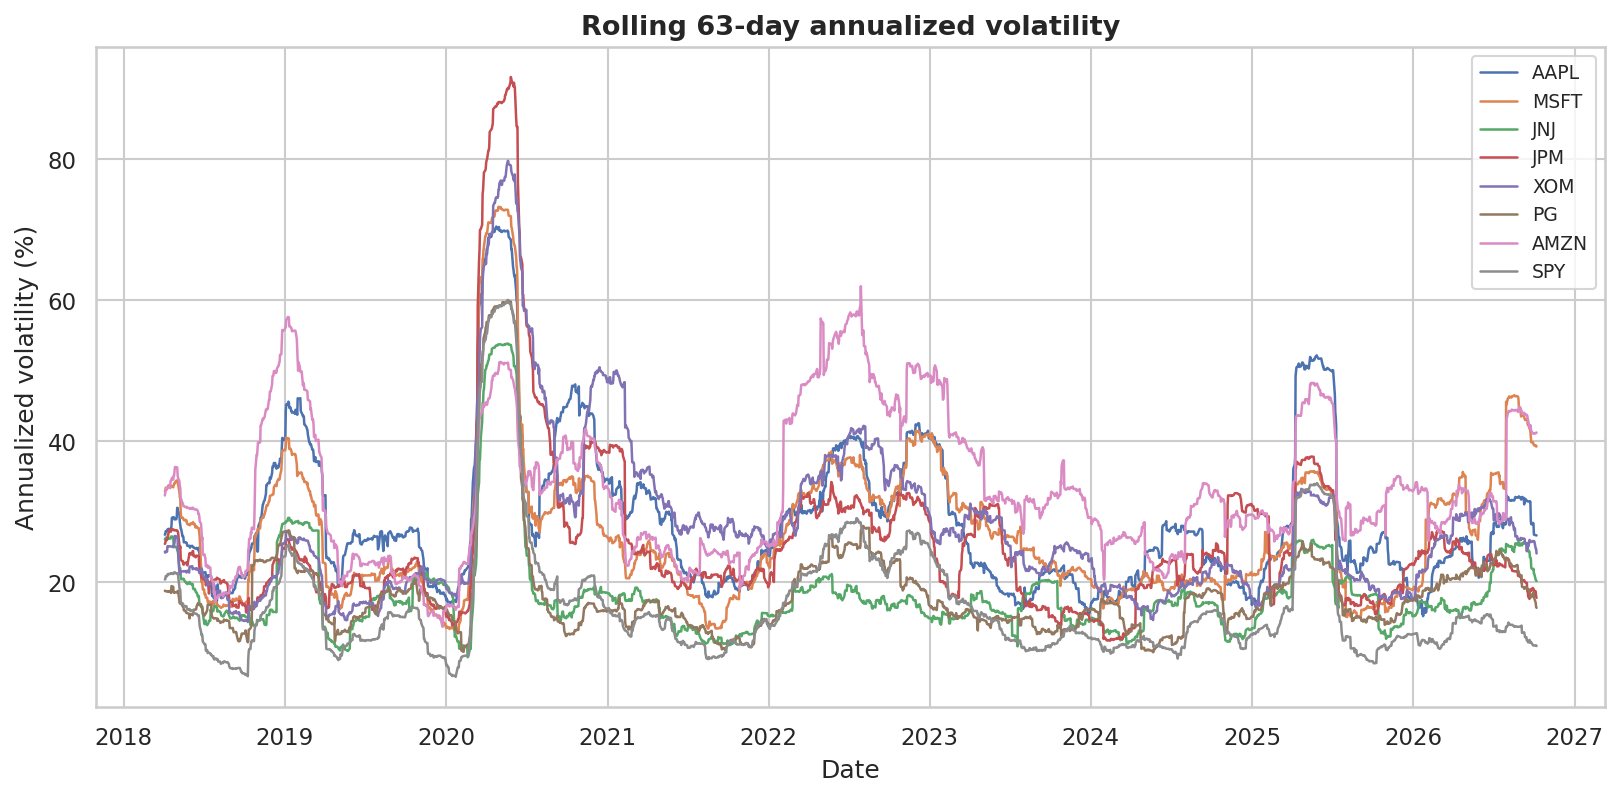 Rolling 63-day annualized volatility
Annualized volatility (%)
80
60
40
20
AAPL
MSFT
JNJ
JPM
XOM
PG
AMZN
SPY
2018 2019 2020 2021 2022 2023 2024 2025 2026 2027
Date